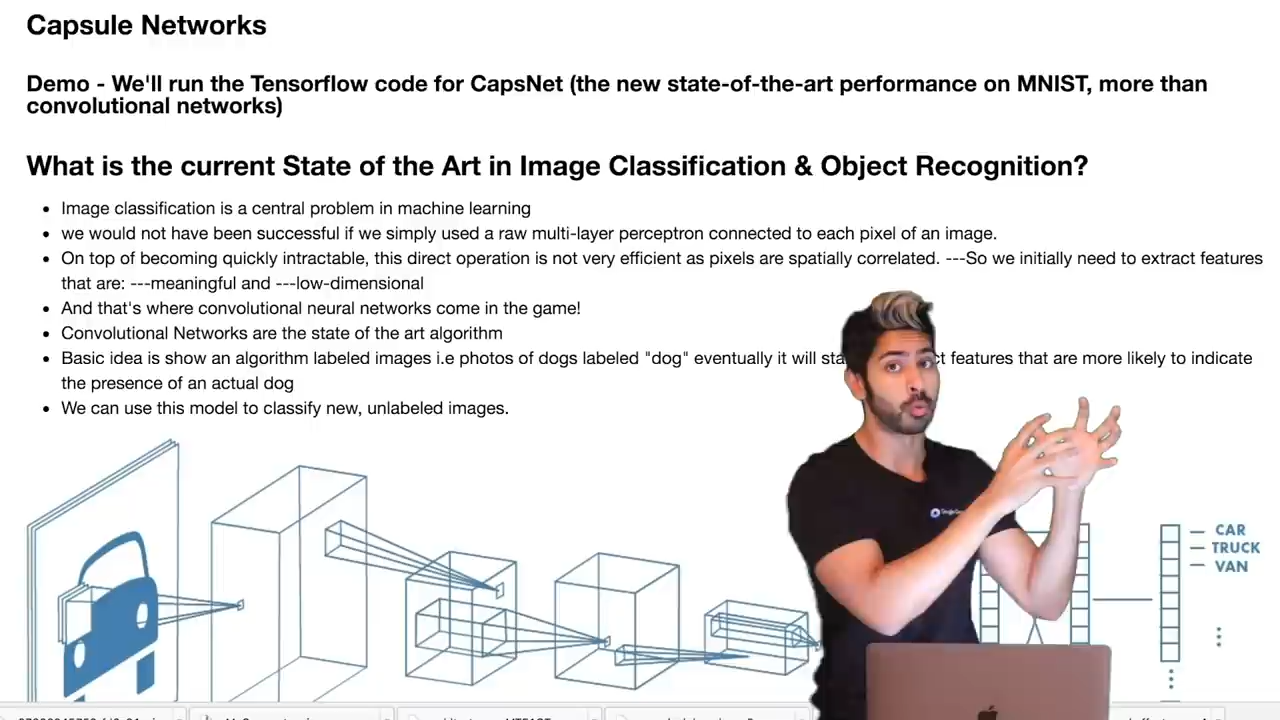 Capsule Networks
Demo - We'll run the Tensorflow code for CapsNet (the new state-of-the-art performance on MNIST, more than
convolutional networks)
What is the current State of the Art in Image Classification & Object Recognition?
• Image classification is a central problem in machine learning
• we would not have been successful if we simply used a raw multi-layer perceptron connected to each pixel of an image.
• On top of becoming quickly intractable, this direct operation is not very efficient as pixels are spatially correlated. ---So we initially need to extract features
that are: ---meaningful and ---low-dimensional
• And that's where convolutional neural networks come in the game!
• Convolutional Networks are the state of the art algorithm
• Basic idea is show an algorithm labeled images i.e photos of dogs labeled "dog" eventually it will features that are more likely to indicate
the presence of an actual dog
• We can use this model to classify new, unlabeled images.
CAR
TRUCK
VAN